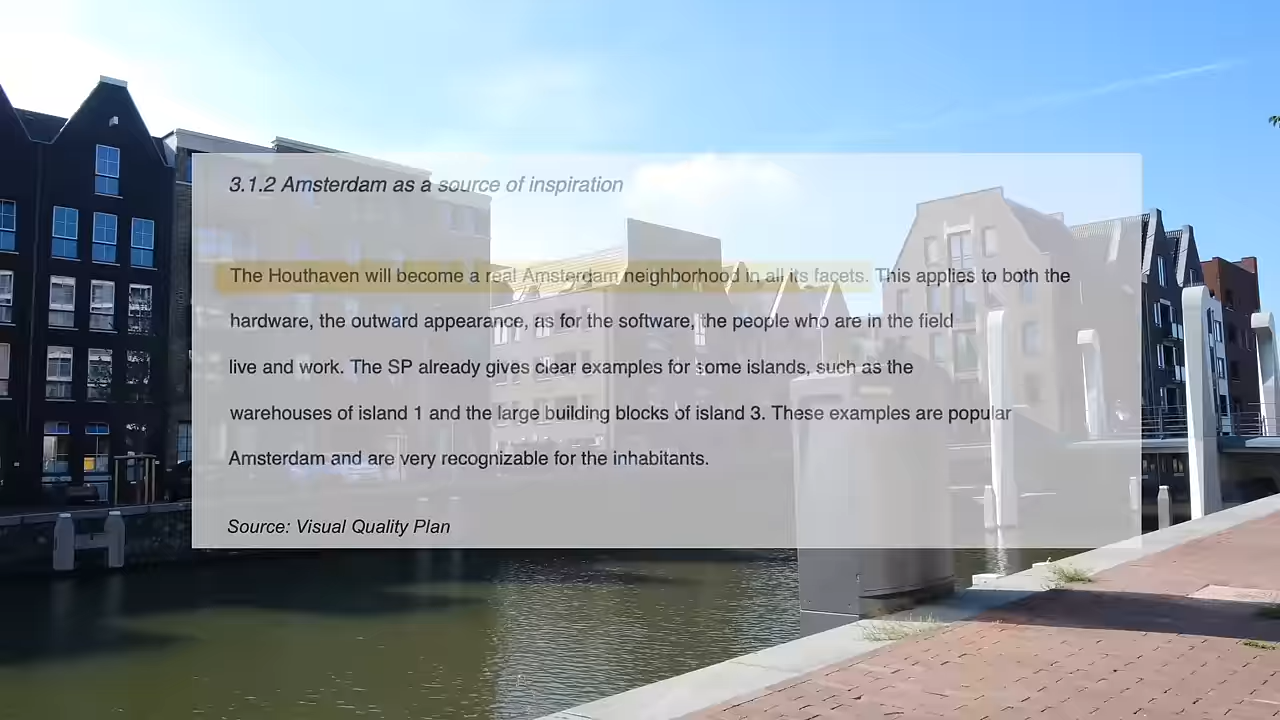 3.1.2 Amsterdam as a source of inspiration
The Houthaven will become a real Amsterdam neighborhood in all its facets. This applies to both the
hardware, the outward appearance, as for the software, the people who are in the field
live and work. The SP already gives clear examples for some islands, such as the
warehouses of island 1 and the large building blocks of island 3. These examples are popular
Amsterdam and are very recognizable for the inhabitants.
Source: Visual Quality Plan